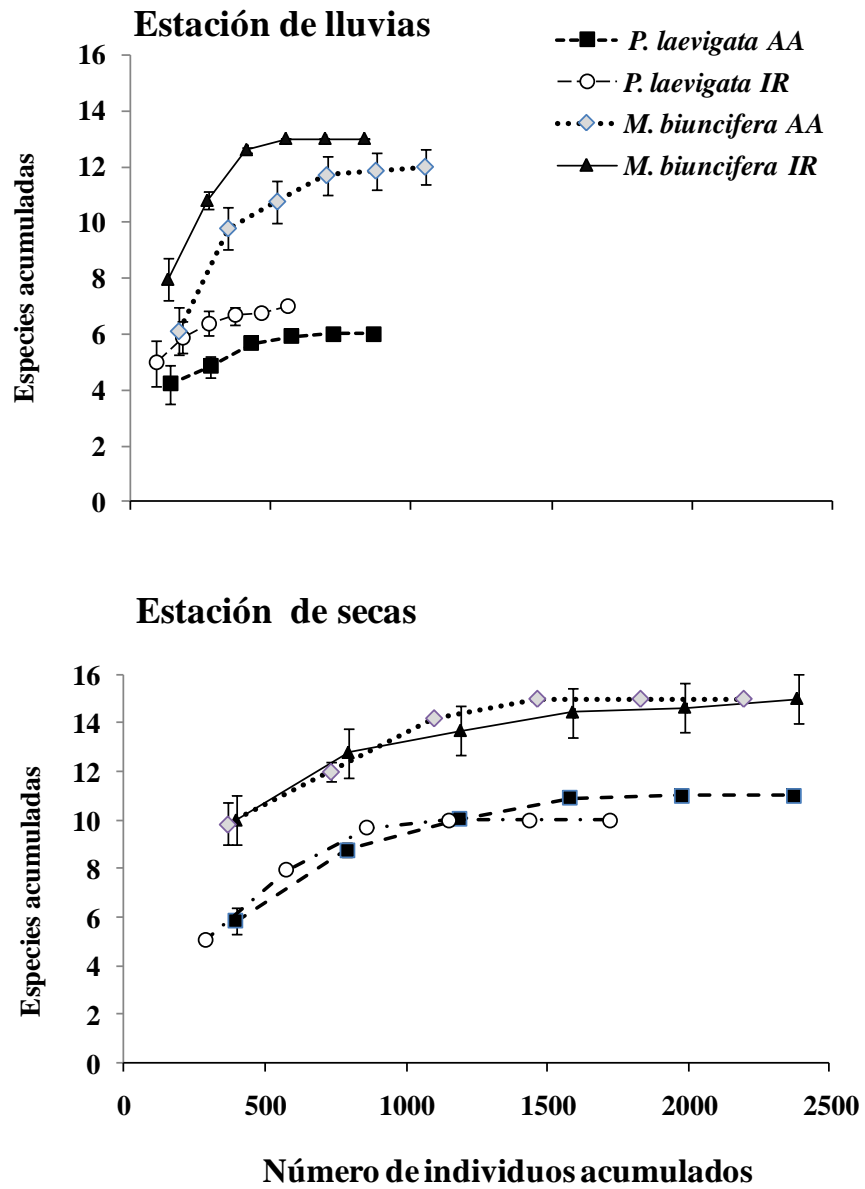 Estación de lluvias
P. laevigata AA
P. laevigata IR
M. biuncifera AA
M. biuncifera IR
Especies acumuladas
16
14
12
10
8
6
4
2
0
Estación de secas
Especies acumuladas
16
14
12
10
8
6
4
2
0
0 500 1000 1500 2000 2500
Número de individuos acumulados